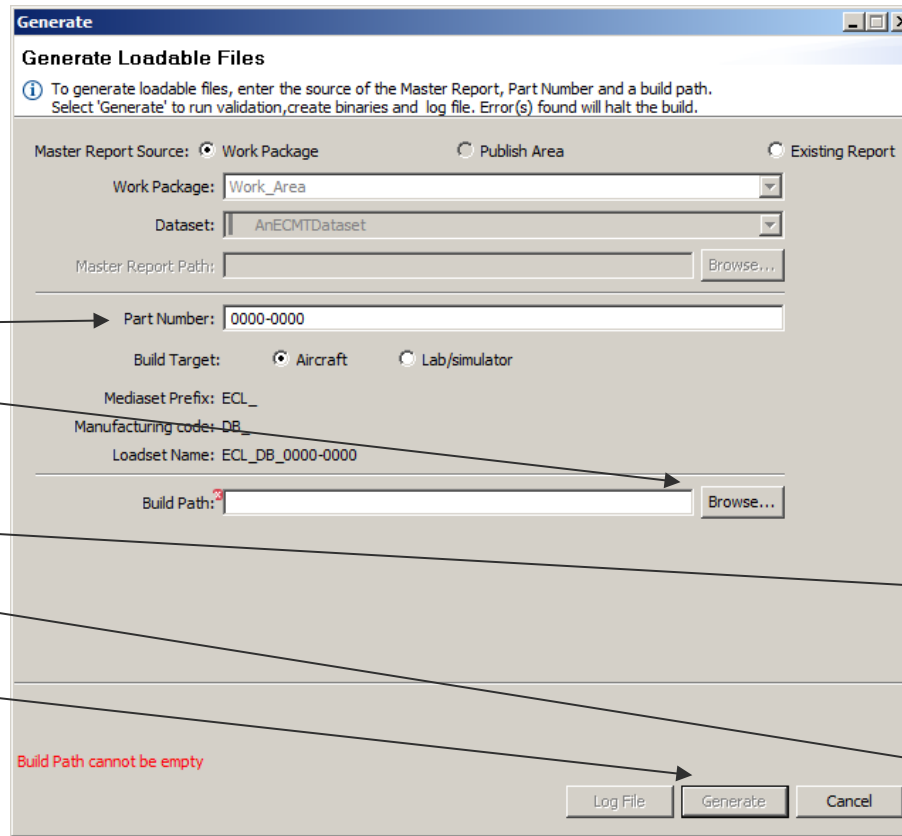 Generate
Generate Loadable Files
To generate loadable files, enter the source of the Master Report, Part Number and a build path.
Select 'Generate' to run validation,create binaries and log file. Error(s) found will halt the build.
Master Report Source: Work Package Publish Area Existing Report
Work Package: Work_Area
Dataset: AnECMTDataset
Master Report Path: Browse...
Part Number: 0000-0000
Build Target: Aircraft Lab/simulator
Mediaset Prefix: ECL_
Manufacturing code: DB_
Loadset Name: ECL_DB_0000-0000
Build Path: Browse...
Build Path cannot be empty
Log File Generate Cancel